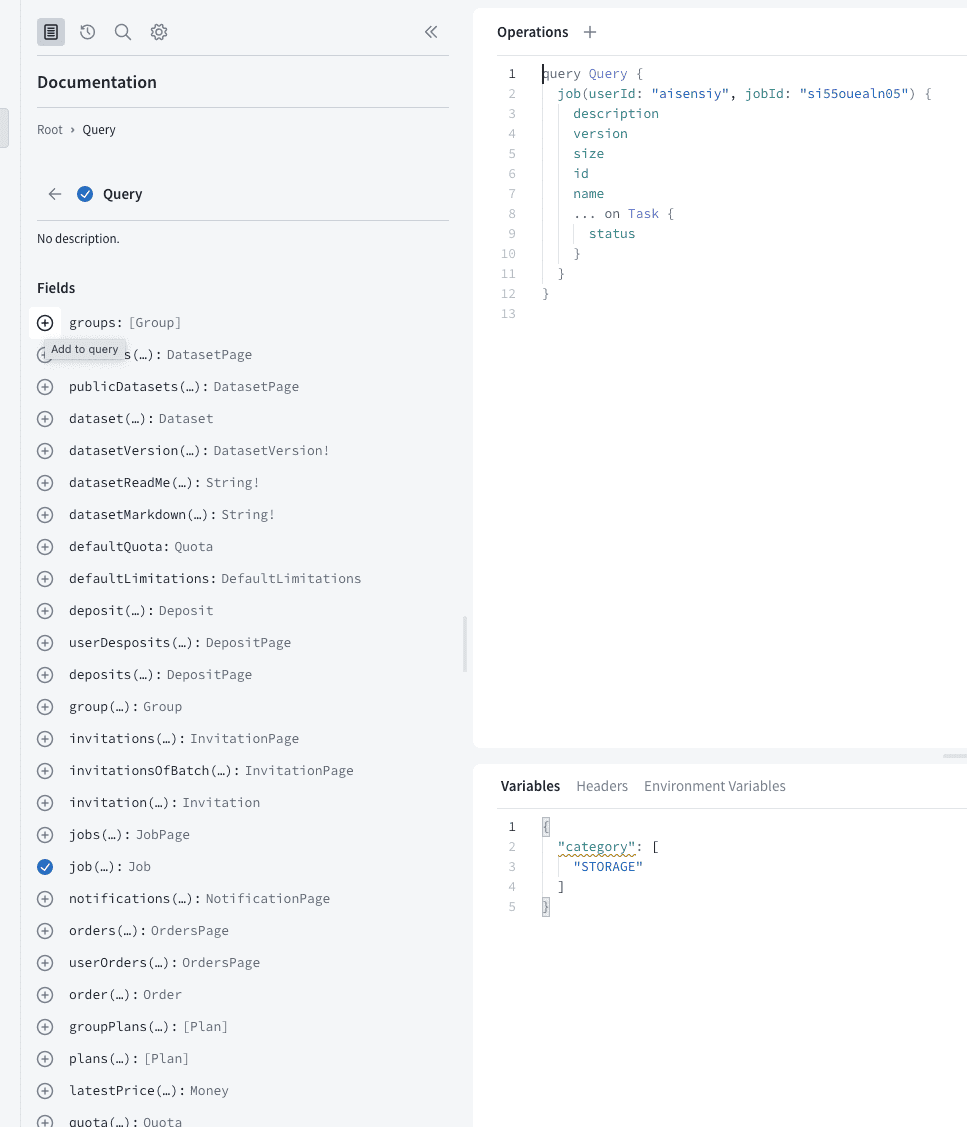 Documentation
Root › Query
Query
No description.
Fields
groups: [Group]
Add to query
s(…): DatasetPage
publicDatasets(…): DatasetPage
dataset(…): Dataset
datasetVersion(…): DatasetVersion!
datasetReadMe(…): String!
datasetMarkdown(…): String!
defaultQuota: Quota
defaultLimitations: DefaultLimitations
deposit(…): Deposit
userDesposits(…): DepositPage
deposits(…): DepositPage
group(…): Group
invitations(…): InvitationPage
invitationsOfBatch(…): InvitationPage
invitation(…): Invitation
jobs(…): JobPage
job(…): Job
notifications(…): NotificationPage
orders(…): OrdersPage
userOrders(…): OrdersPage
order(…): Order
groupPlans(…): [Plan]
plans(…): [Plan]
latestPrice(…): Money
quota(…): Quota
Operations
1 query Query {
2 job(userId: "aisensiy", jobId: "si55ouealn05") {
3 description
4 version
5 size
6 id
7 name
8 ... on Task {
9 status
10 }
11 }
12 }
13
Variables Headers Environment Variables
1 {
2 "category": [
3 "STORAGE"
4 ]
5 }